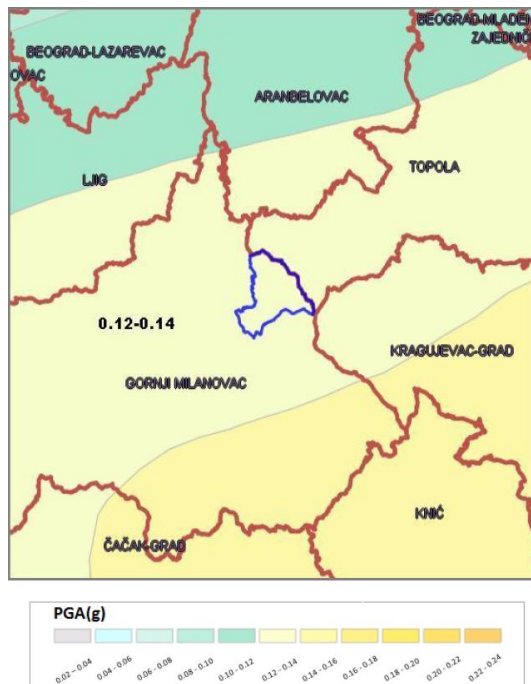 BEOGRAD-MLADEN
ZAJEDNIC
BEOGRAD-LAZAREVAC
OVAC
ARANĐELOVAC
TOPOLA
LJIG
0.12-0.14
KRAGUJEVAC-GRAD
GORNJI MILANOVAC
KNIĆ
ČAČAK-GRAD
PGA(g)
0.02 - 0.04 0.04 - 0.06 0.06 - 0.08 0.08 - 0.10 0.10 - 0.12 0.12 - 0.14 0.14 - 0.16 0.16 - 0.18 0.18 - 0.20 0.20 - 0.22 0.22 - 0.24